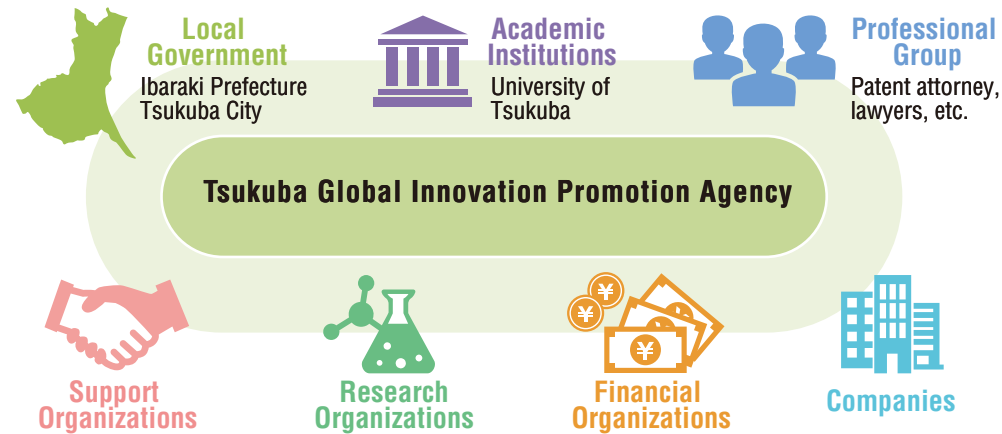 Local
Government
Ibaraki Prefecture
Tsukuba City
Academic
Institutions
University of
Tsukuba
Professional
Group
Patent attorney,
lawyers, etc.
Tsukuba Global Innovation Promotion Agency
¥
¥
¥
Support
Organizations
Research
Organizations
Financial
Organizations
Companies